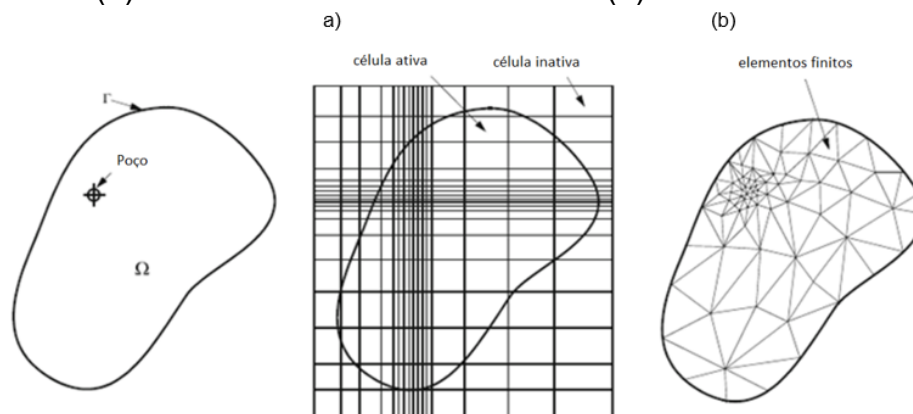 a)
(b)
célula ativa
célula inativa
elementos finitos
Γ
Poço
Ω